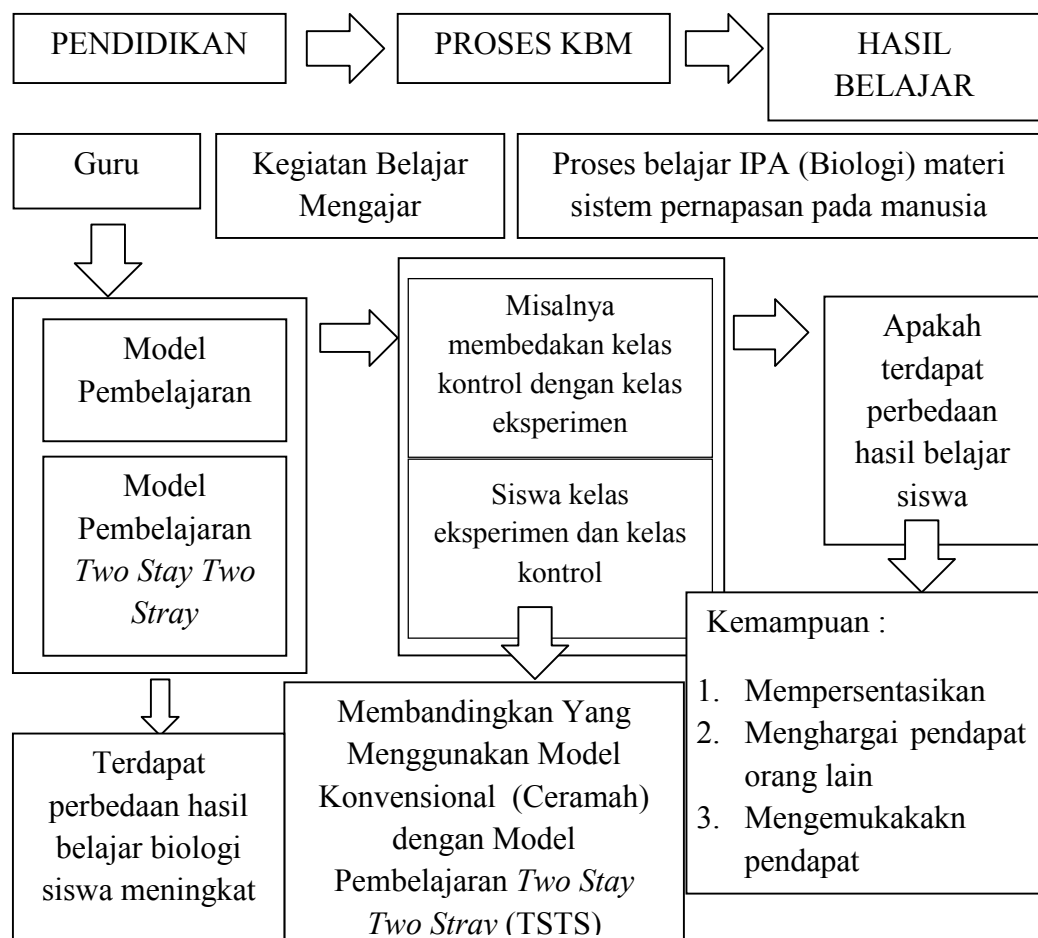 PENDIDIKAN
PROSES KBM
HASIL
BELAJAR
Guru
Kegiatan Belajar
Mengajar
Proses belajar IPA (Biologi) materi
sistem pernapasan pada manusia
Model
Pembelajaran
Model
Pembelajaran
Two Stay Two
Stray
Misalnya
membedakan kelas
kontrol dengan kelas
eksperimen
Siswa kelas
eksperimen dan kelas
kontrol
Apakah
terdapat
perbedaan
hasil belajar
siswa
Terdapat
perbedaan hasil
belajar biologi
siswa meningkat
Membandingkan Yang
Menggunakan Model
Konvensional (Ceramah)
dengan Model
Pembelajaran Two Stay
Two Stray (TSTS)
Kemampuan :
1. Mempersentasikan
2. Menghargai pendapat
orang lain
3. Mengemukakakn
pendapat